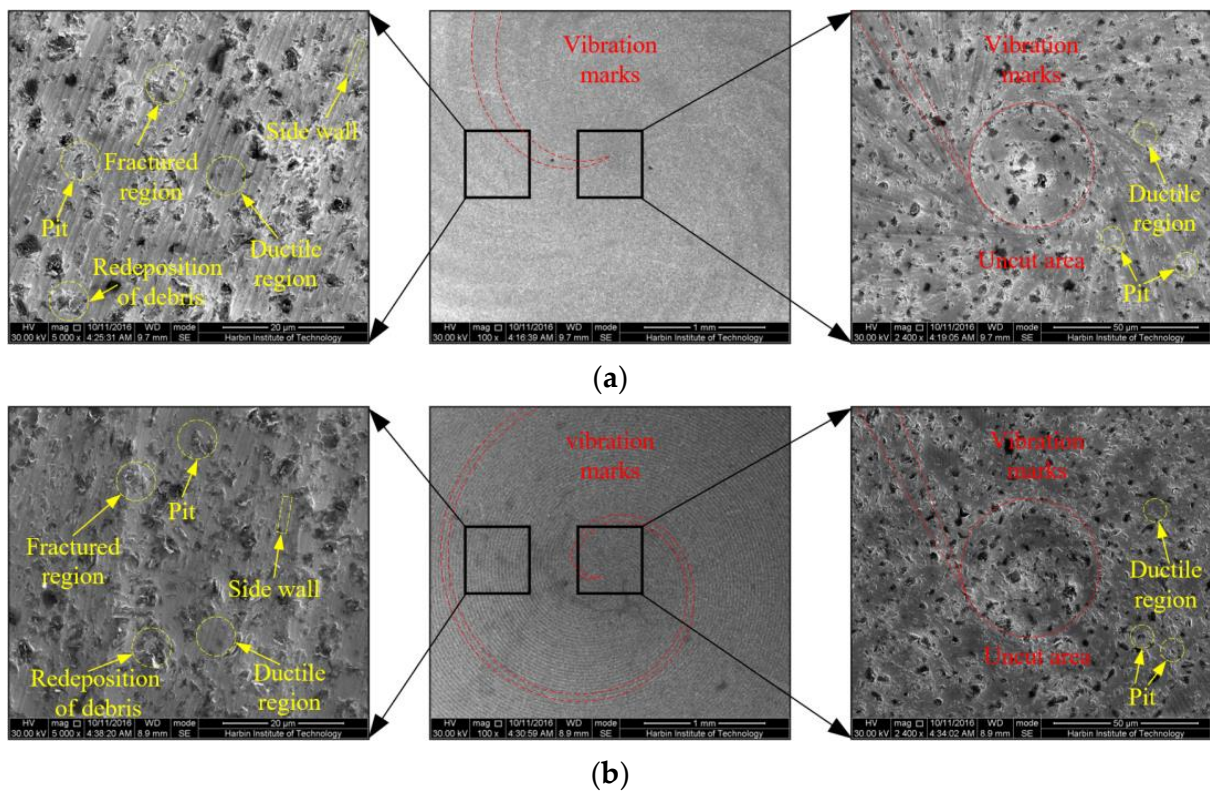 Vibration
marks
Fractured
region
Side wall
Pit
Ductile
region
Redeposition
of debris
HV mag □ 10/11/2016 WD mode 20 µm
30.00 kV 5 000 x 4:25:31 AM 9.7 mm SE Harbin Institute of Technology
HV mag □ 10/11/2016 WD mode 1 mm
30.00 kV 100 x 4:16:39 AM 9.7 mm SE Harbin Institute of Technology
Vibration
marks
Ductile
region
Uncut area
Pit
HV mag □ 10/11/2016 WD mode 50 µm
30.00 kV 2 400 x 4:19:05 AM 9.7 mm SE Harbin Institute of Technology
(a)
Pit
Fractured
region
Side wall
Redeposition
of debris
Ductile
region
HV mag □ 10/11/2016 WD mode 20 µm
30.00 kV 5 000 x 4:38:20 AM 8.9 mm SE Harbin Institute of Technology
vibration
marks
HV mag □ 10/11/2016 WD mode 1 mm
30.00 kV 100 x 4:30:59 AM 8.9 mm SE Harbin Institute of Technology
Vibration
marks
Ductile
region
Uncut area
Pit
HV mag □ 10/11/2016 WD mode 50 µm
30.00 kV 2 400 x 4:34:02 AM 8.9 mm SE Harbin Institute of Technology
(b)